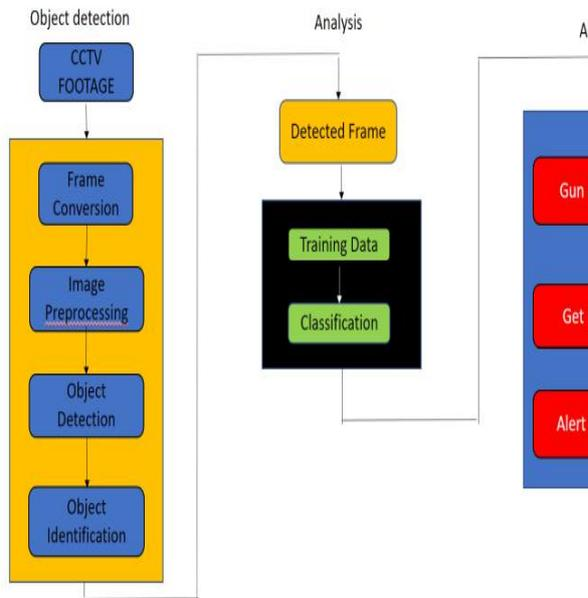 Object detection
CCTV
FOOTAGE
Frame
Conversion
Image
Preprocessing
Object
Detection
Object
Identification
Analysis
Detected Frame
Training Data
Classification
A
Gun
Get
Alert